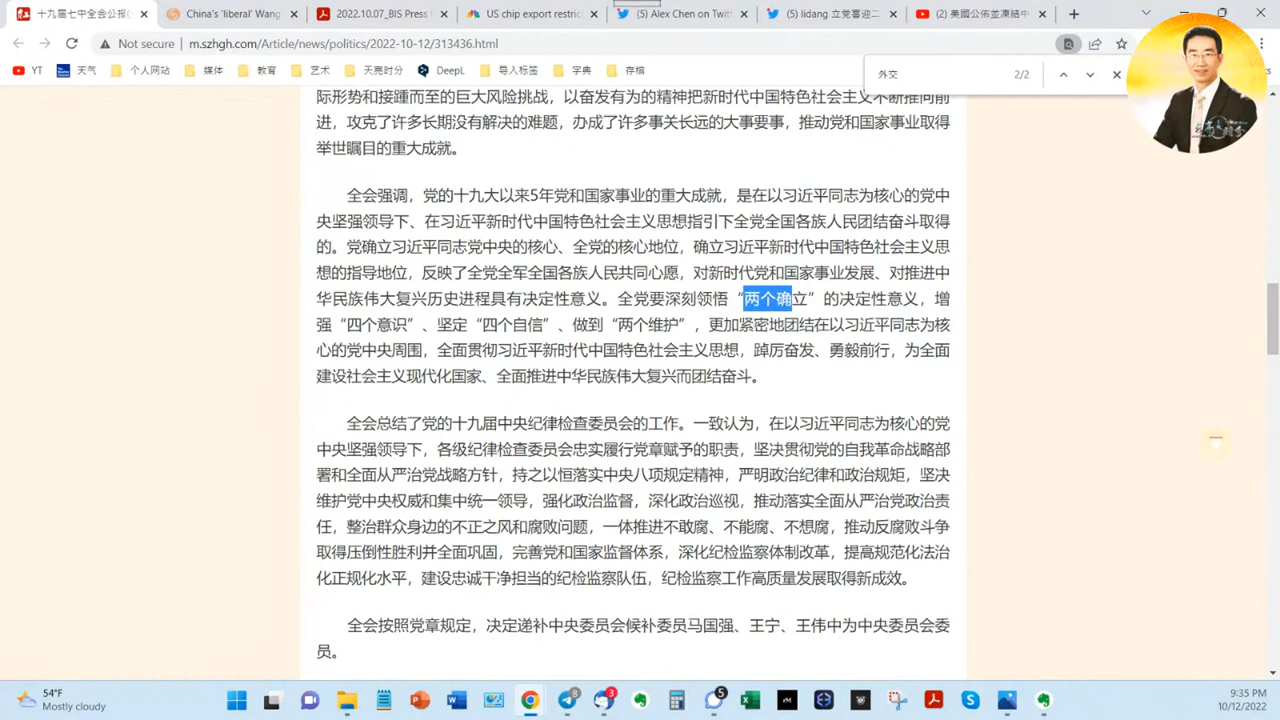 十九届七中全会公报(
China's 'liberal' Wang
2022.10.07_BIS Press
US chip export restric
(5) Alex Chen on Twitt
(5) lidang 立党喜迎二
(2) 美國公佈並凍結中
Not secure
m.szhgh.com/Article/news/politics/2022-10-12/313436.html
YT
天气
个人网站
媒体
教育
艺术
天亮时分
DeepL
导入标签
字典
存檔
外交
2/2
际形势和接踵而至的巨大风险挑战，以奋发有为的精神把新时代中国特色社会主义不断推向前
进，攻克了许多长期没有解决的难题，办成了许多事关长远的大事要事，推动党和国家事业取得
举世瞩目的重大成就。
全会强调，党的十九大以来5年党和国家事业的重大成就，是在以习近平同志为核心的党中
央坚强领导下、在习近平新时代中国特色社会主义思想指引下全党全国各族人民团结奋斗取得
的。党确立习近平同志党中央的核心、全党的核心地位，确立习近平新时代中国特色社会主义思
想的指导地位，反映了全党全军全国各族人民共同心愿，对新时代党和国家事业发展、对推进中
华民族伟大复兴历史进程具有决定性意义。全党要深刻领悟“两个确立”的决定性意义，增
强“四个意识”、坚定“四个自信”、做到“两个维护”，更加紧密地团结在以习近平同志为核
心的党中央周围，全面贯彻习近平新时代中国特色社会主义思想，踔厉奋发、勇毅前行，为全面
建设社会主义现代化国家、全面推进中华民族伟大复兴而团结奋斗。
全会总结了党的十九届中央纪律检查委员会的工作。一致认为，在以习近平同志为核心的党
中央坚强领导下，各级纪律检查委员会忠实履行党章赋予的职责，坚决贯彻党的自我革命战略部
署和全面从严治党战略方针，持之以恒落实中央八项规定精神，严明政治纪律和政治规矩，坚决
维护党中央权威和集中统一领导，强化政治监督，深化政治巡视，推动落实全面从严治党政治责
任，整治群众身边的不正之风和腐败问题，一体推进不敢腐、不能腐、不想腐，推动反腐败斗争
取得压倒性胜利并全面巩固，完善党和国家监督体系，深化纪检监察体制改革，提高规范化法治
化正规化水平，建设忠诚干净担当的纪检监察队伍，纪检监察工作高质量发展取得新成效。
全会按照党章规定，决定递补中央委员会候补委员马国强、王宁、王伟中为中央委员会委
员。
54°F
Mostly cloudy
8
3
5
9:35 PM
10/12/2022